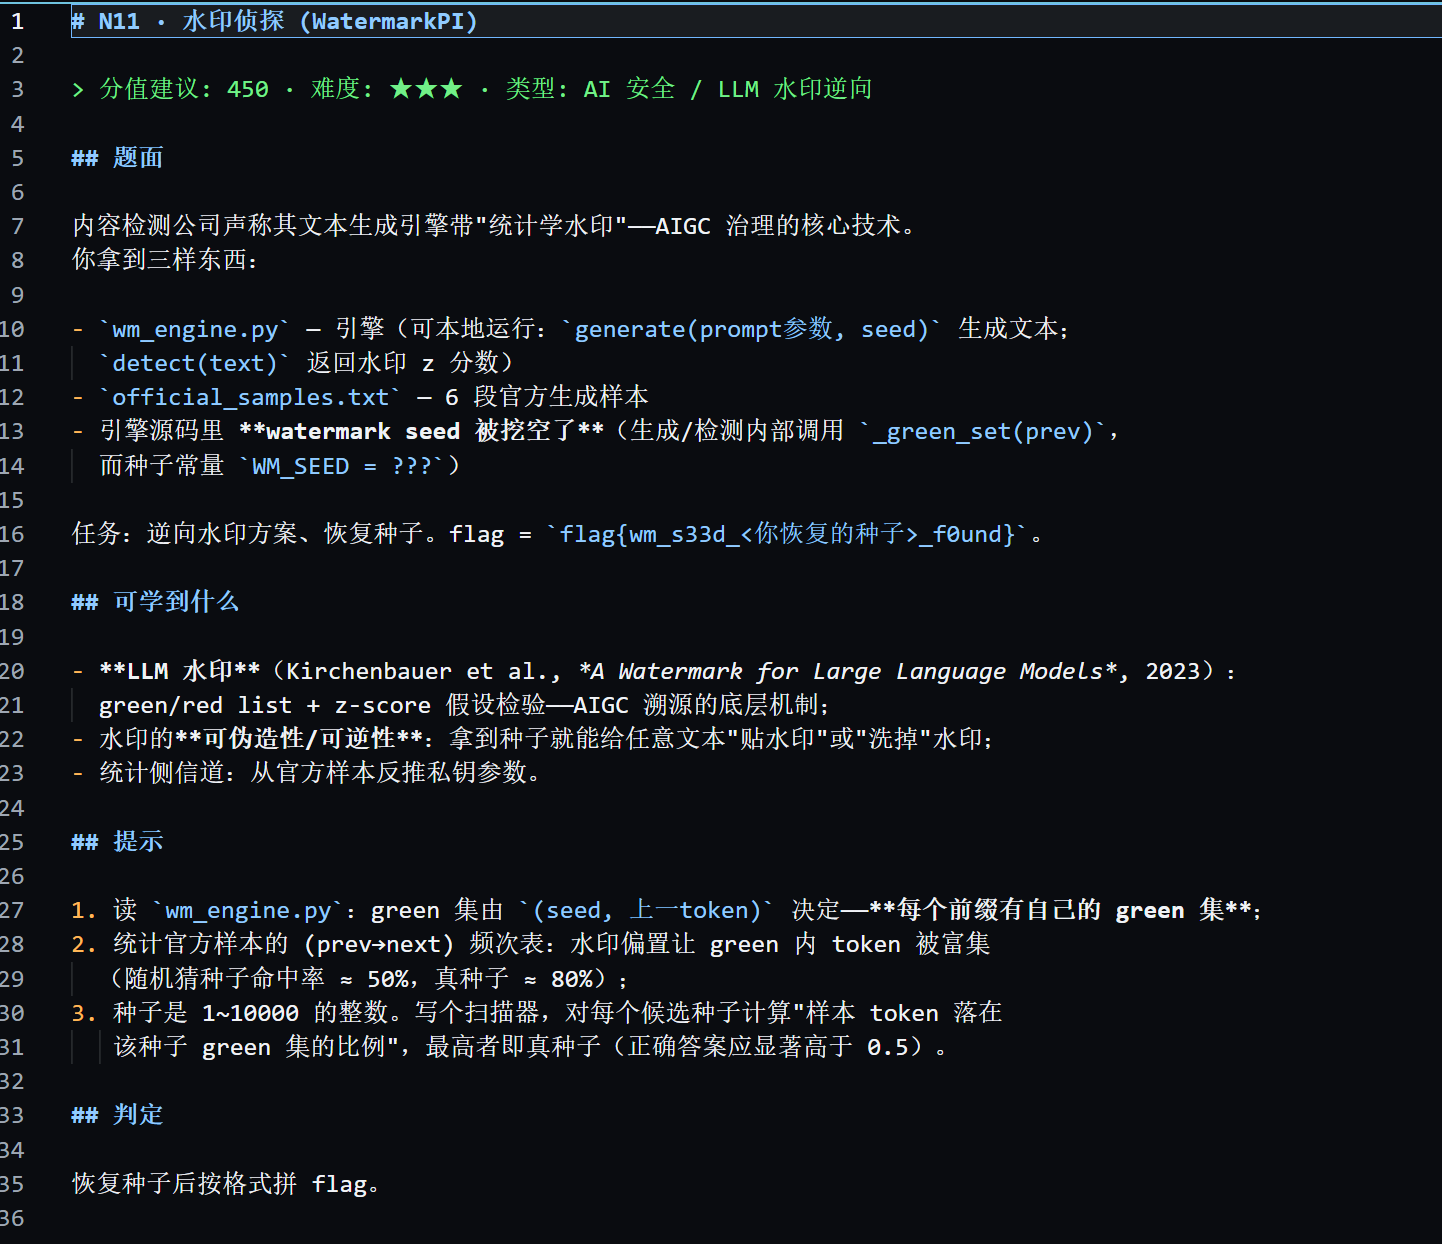 1 # N11 · 水印侦探 (WatermarkPI)
2
3 > 分值建议: 450 · 难度: ★★★ · 类型: AI 安全 / LLM 水印逆向
4
5 ## 题面
6
7 内容检测公司声称其文本生成引擎带"统计学水印"——AIGC 治理的核心技术。
8 你拿到三样东西:
9
10 - `wm_engine.py` — 引擎（可本地运行: `generate(prompt参数, seed)` 生成文本;
11 `detect(text)` 返回水印 z 分数）
12 - `official_samples.txt` — 6 段官方生成样本
13 - 引擎源码里 **watermark seed 被挖空了**（生成/检测内部调用 `_green_set(prev)`,
14 而种子常量 `WM_SEED = ???`）
15
16 任务: 逆向水印方案、恢复种子。flag = `flag{wm_s33d_<你恢复的种子>_f0und}`。
17
18 ## 可学到什么
19
20 - **LLM 水印**（Kirchenbauer et al., *A Watermark for Large Language Models*, 2023）:
21 green/red list + z-score 假设检验——AIGC 溯源的底层机制;
22 - 水印的**可伪造性/可逆性**: 拿到种子就能给任意文本"贴水印"或"洗掉"水印;
23 - 统计侧信道: 从官方样本反推私钥参数。
24
25 ## 提示
26
27 1. 读 `wm_engine.py`: green 集由 `(seed, 上一token)` 决定——**每个前缀有自己的 green 集**;
28 2. 统计官方样本的 (prev→next) 频次表: 水印偏置让 green 内 token 被富集
29 （随机猜种子命中率 ≈ 50%, 真种子 ≈ 80%）;
30 3. 种子是 1~10000 的整数。写个扫描器, 对每个候选种子计算"样本 token 落在
31 该种子 green 集的比例", 最高者即真种子（正确答案应显著高于 0.5）。
32
33 ## 判定
34
35 恢复种子后按格式拼 flag。
36